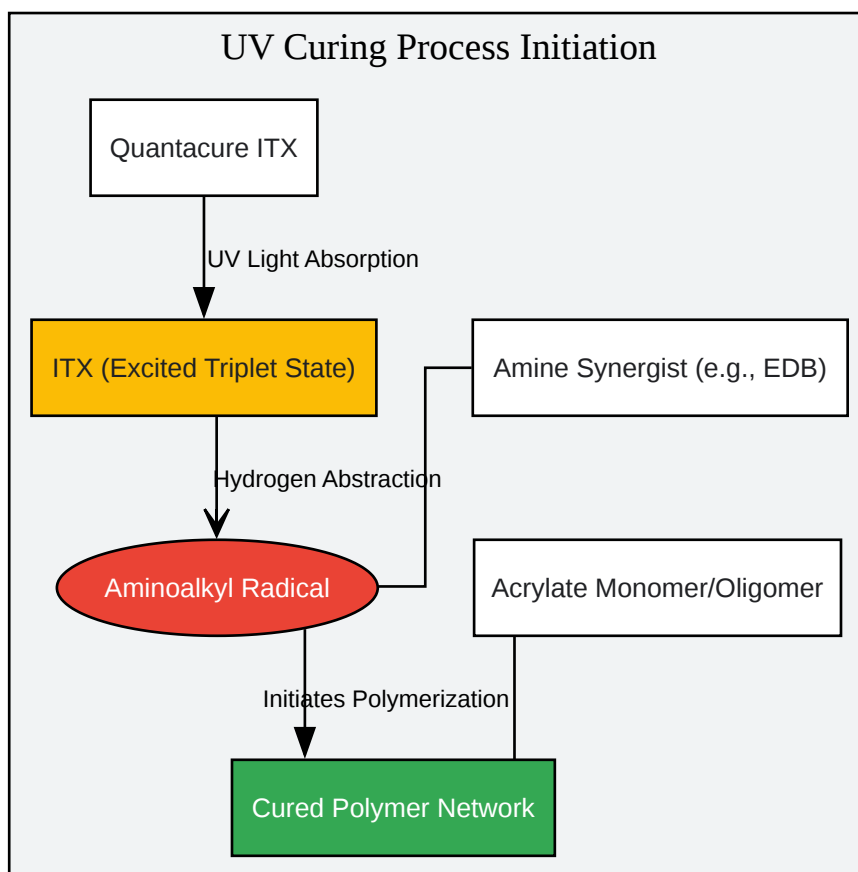 UV Curing Process Initiation
Quantacure ITX
UV Light Absorption
ITX (Excited Triplet State)
Amine Synergist (e.g., EDB)
Hydrogen Abstraction
Aminoalkyl Radical
Acrylate Monomer/Oligomer
Initiates Polymerization
Cured Polymer Network